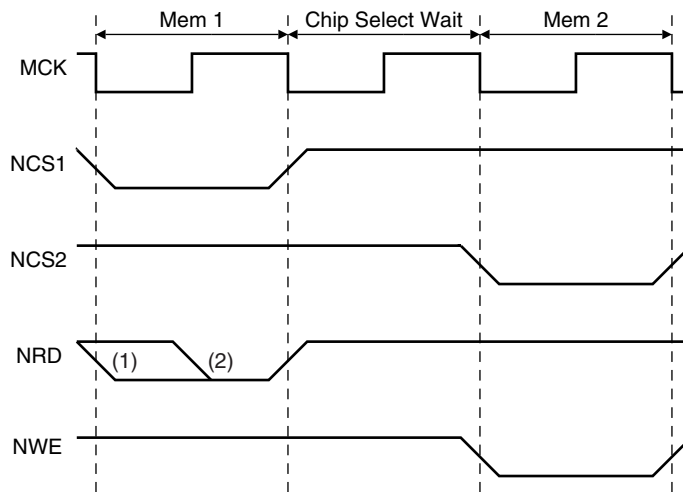 Mem 1 Chip Select Wait Mem 2
MCK
NCS1
NCS2
NRD (1) (2)
NWE